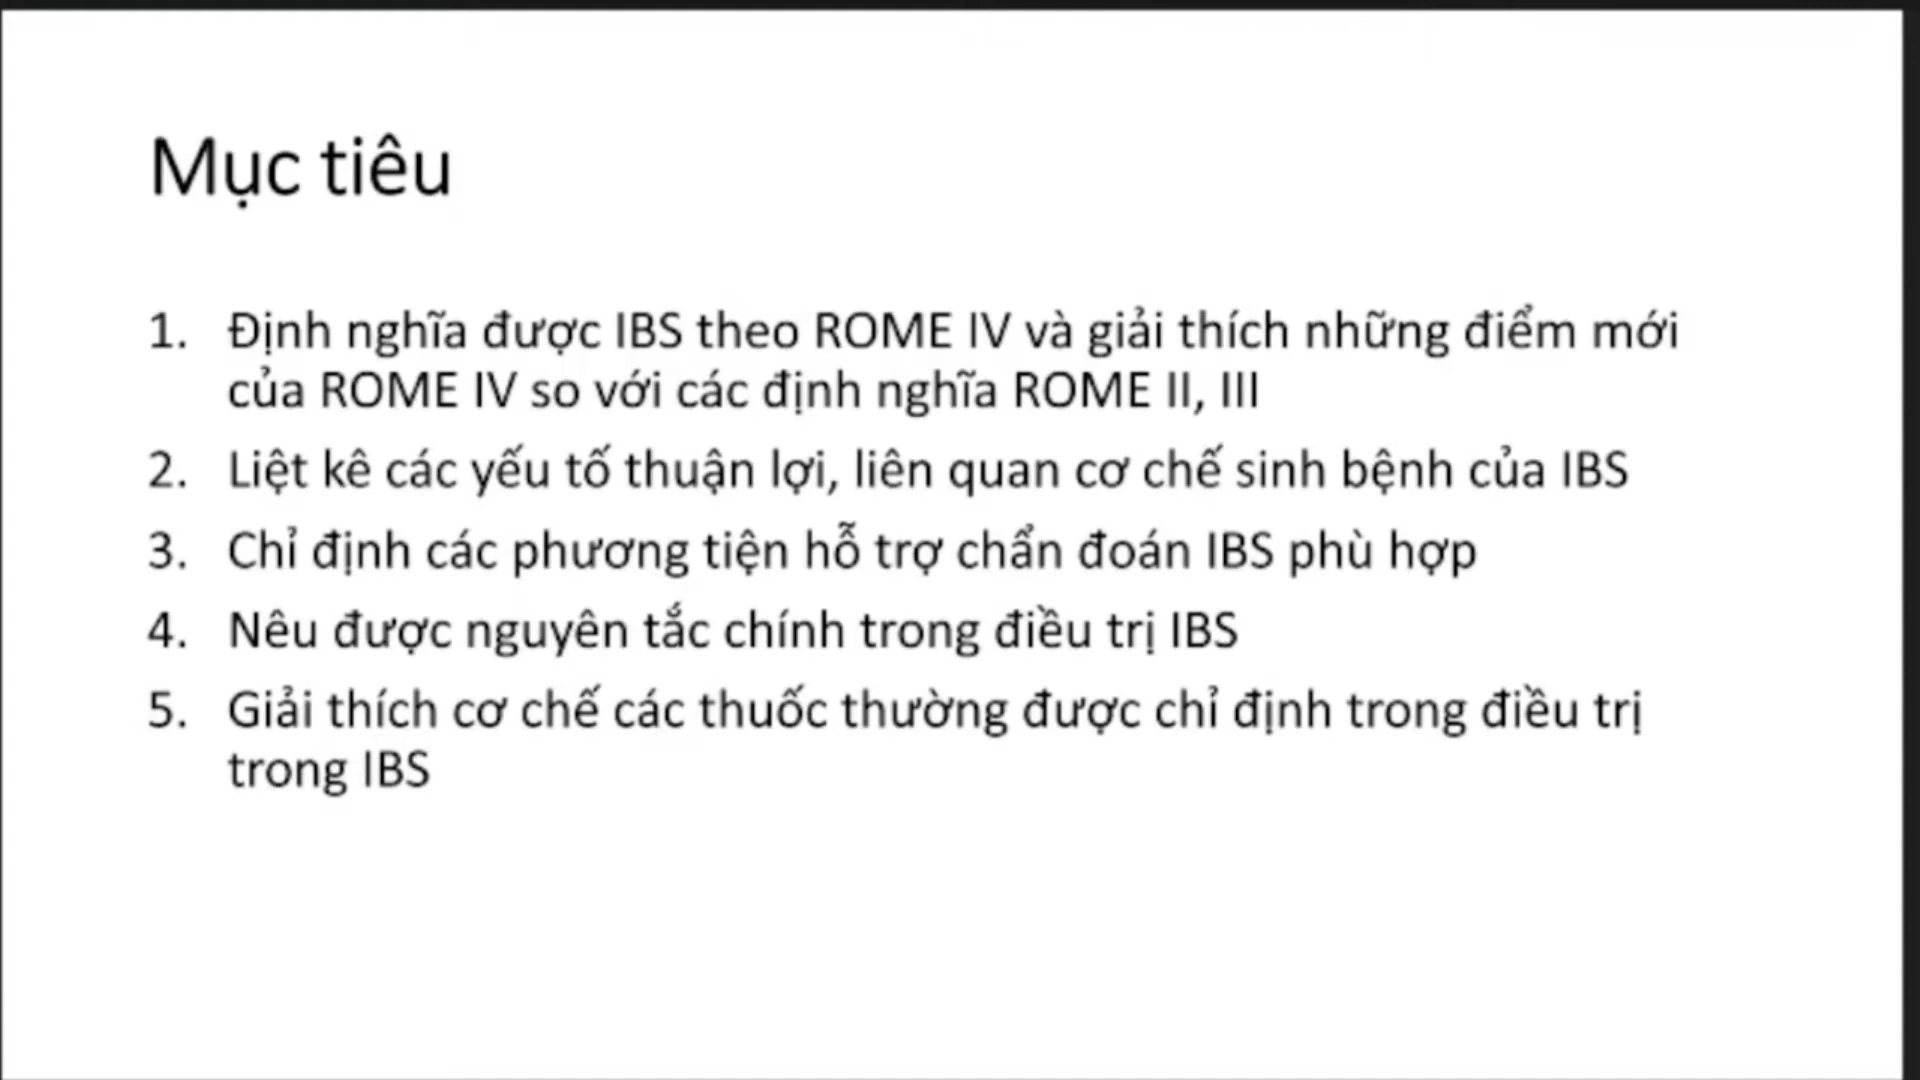 Mục tiêu
1. Định nghĩa được IBS theo ROME IV và giải thích những điểm mới
của ROME IV so với các định nghĩa ROME II, III
2. Liệt kê các yếu tố thuận lợi, liên quan cơ chế sinh bệnh của IBS
3. Chỉ định các phương tiện hỗ trợ chẩn đoán IBS phù hợp
4. Nêu được nguyên tắc chính trong điều trị IBS
5. Giải thích cơ chế các thuốc thường được chỉ định trong điều trị
trong IBS